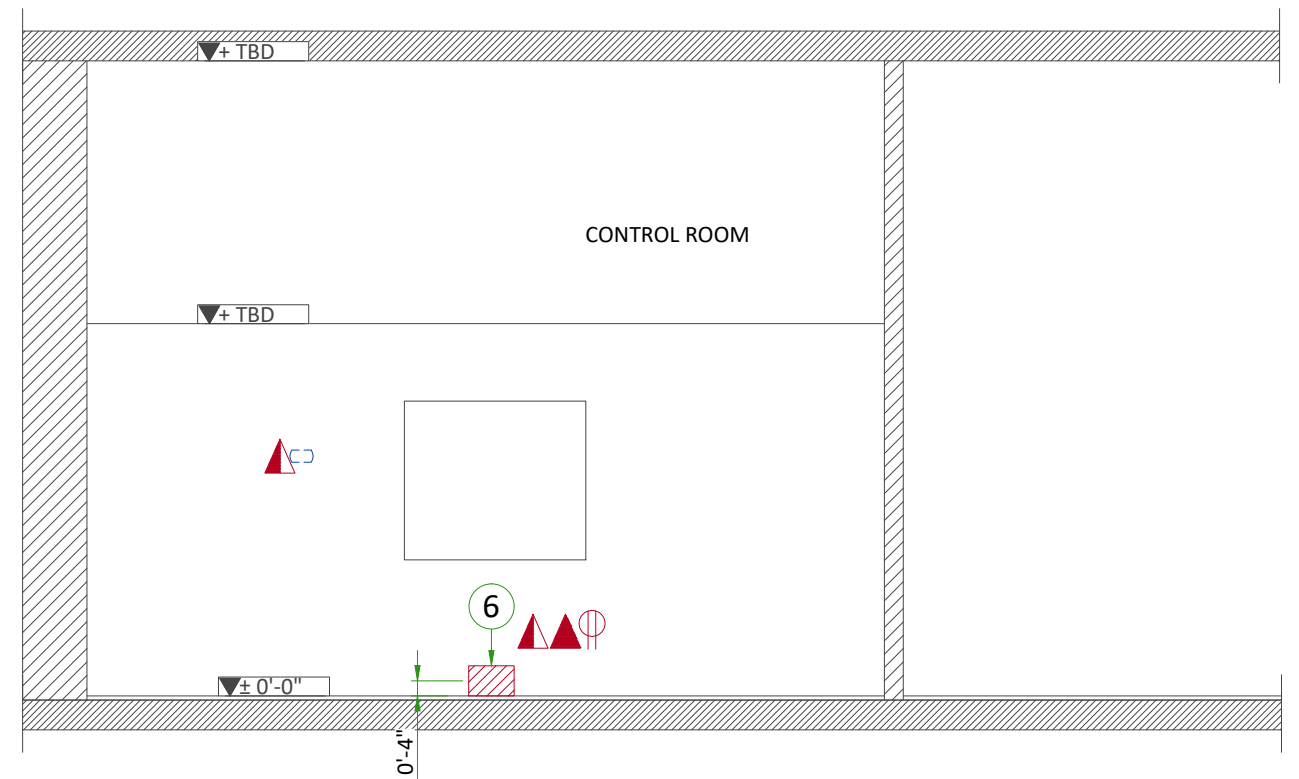 + TBD
CONTROL ROOM
+ TBD
6
± 0'-0"
0'-4"